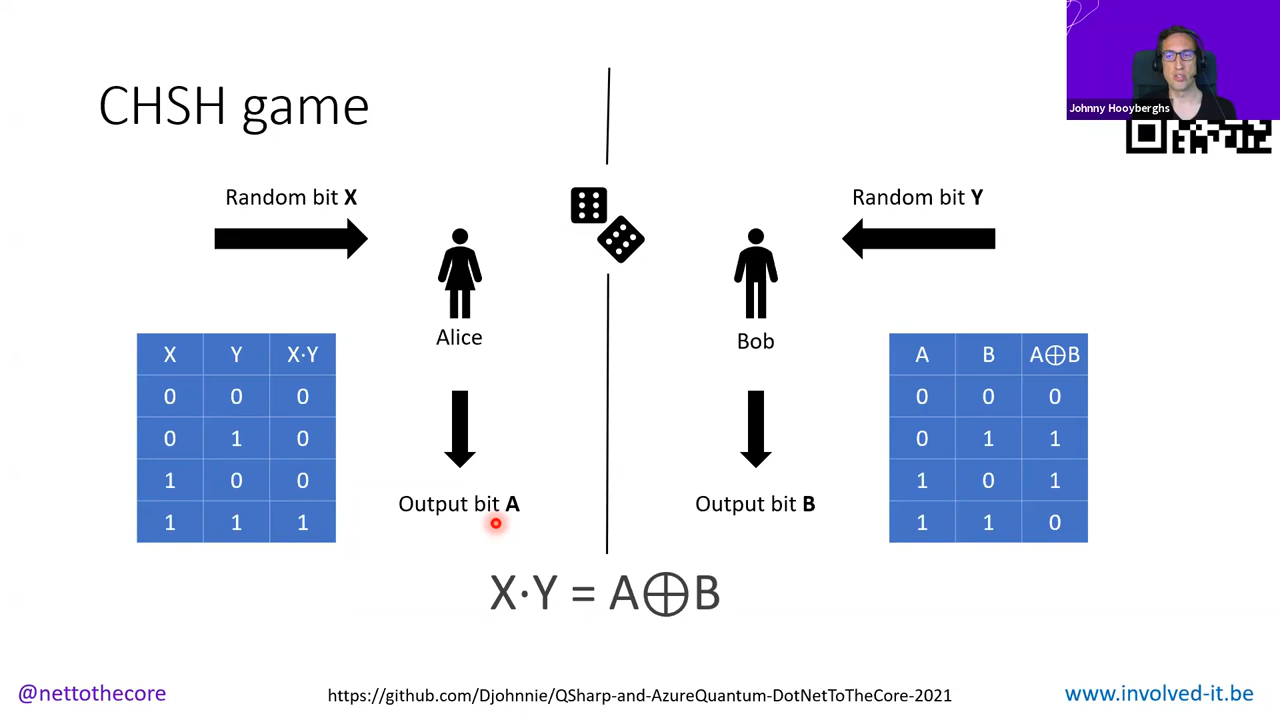 CHSH game
Johnny Hooyberghs
Random bit X
Random bit Y
Alice
Bob
X Y X·Y
0 0 0
0 1 0
1 0 0
1 1 1
A B A⊕B
0 0 0
0 1 1
1 0 1
1 1 0
Output bit A
Output bit B
X·Y = A⊕B
@nettothecore
https://github.com/Djohnnie/QSharp-and-AzureQuantum-DotNetToTheCore-2021
www.involved-it.be